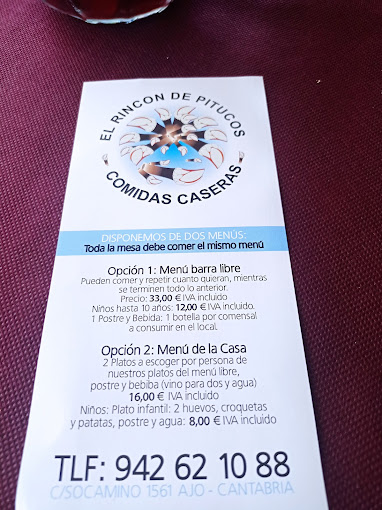 EL RINCON DE PITUCOS
COMIDAS CASERAS
DISPONEMOS DE DOS MENÚS:
Toda la mesa debe comer el mismo menú
Opción 1: Menú barra libre
Pueden comer y repetir cuanto quieran, mientras
se terminen todo lo anterior.
Precio: 33,00 € IVA incluido
Niños hasta 10 años: 12,00 € IVA incluido.
1 Postre y Bebida: 1 botella por comensal
a consumir en el local.
Opción 2: Menú de la Casa
2 Platos a escoger por persona de
nuestros platos del menú libre,
postre y bebiba (vino para dos y agua)
16,00 € IVA incluido
Niños: Plato infantil: 2 huevos, croquetas
y patatas, postre y agua: 8,00 € IVA incluido
TLF: 942 62 10 88
C/SOCAMINO 1561 AJO - CANTABRIA